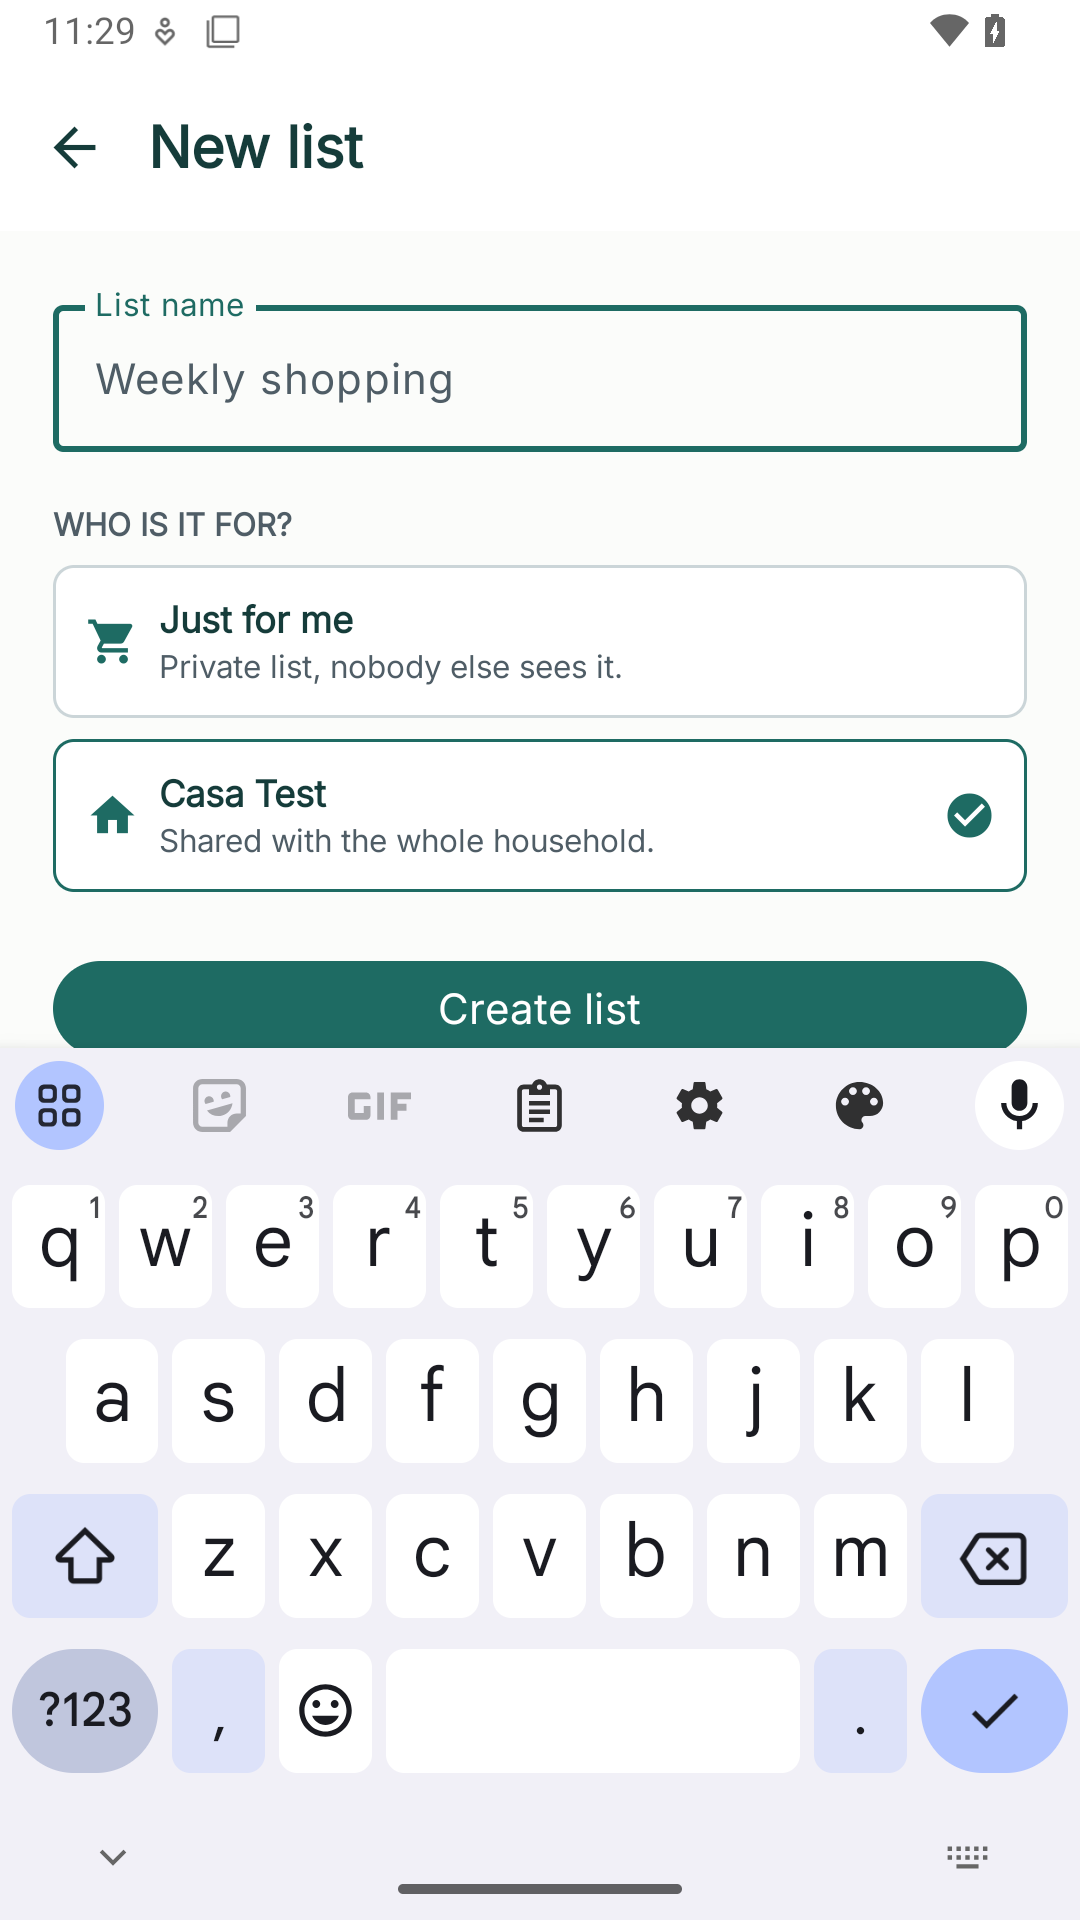 11:29
New list
List name
Weekly shopping
WHO IS IT FOR?
Just for me
Private list, nobody else sees it.
Casa Test
Shared with the whole household.
Create list
GIF
q1 w2 e3 r4 t5 y6 u7 i8 o9 p0
a s d f g h j k l
z x c v b n m
?123 , .